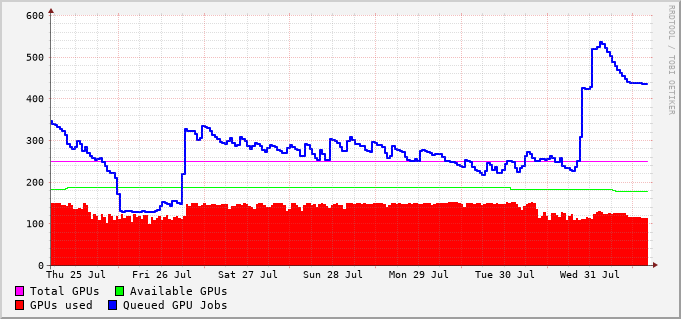 600
500
400
300
200
100
0
Thu 25 Jul Fri 26 Jul Sat 27 Jul Sun 28 Jul Mon 29 Jul Tue 30 Jul Wed 31 Jul
Total GPUs Available GPUs
GPUs used Queued GPU Jobs
RRDTOOL / TOBI OETIKER